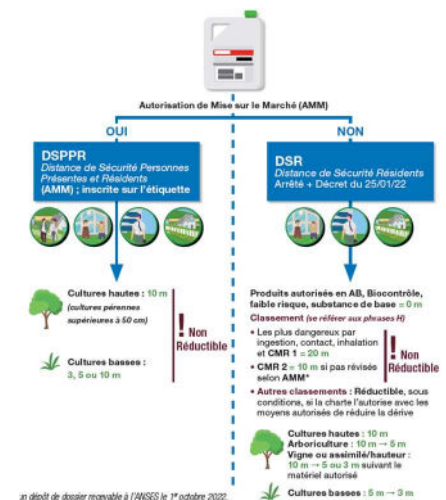 Autorisation de Mise sur le Marché (AMM)
OUI
NON
DSPPR
Distance de Sécurité Personnes
Présentes et Résidents
(AMM) ; inscrite sur l'étiquette
DSR
Distance de Sécurité Résidents
Arrêté + Décret du 25/01/22
Cultures hautes : 10 m
(cultures pérennes
supérieures à 50 cm)
Cultures basses :
3, 5 ou 10 m
! Non
Réductible
Produits autorisés en AB, Biocontrôle,
faible risque, substance de base = 0 m
Classement (se référer aux phrases H)
• Les plus dangereux par
ingestion, contact, inhalation
et CMR 1 = 20 m
• CMR 2 = 10 m si pas révisés
selon AMM*
! Non
Réductible
• Autres classements : Réductible, sous
conditions, si la charte l'autorise avec les
moyens autorisés de réduire la dérive
Cultures hautes : 10 m
Arboriculture : 10 m → 5 m
Vigne ou assimilé/hauteur :
10 m → 5 ou 3 m suivant le
matériel autorisé
Cultures basses : 5 m → 3 m
un dépôt de dossier recevable à l'ANSES le 1er octobre 2022.